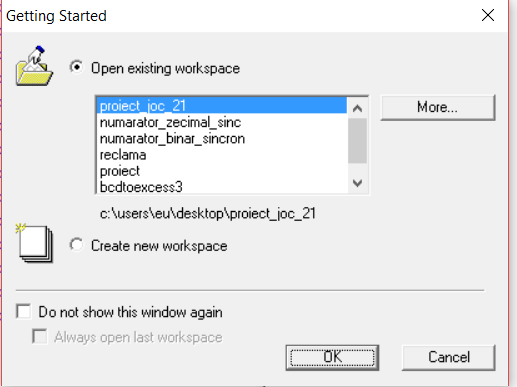 Getting Started
Open existing workspace
proiect_joc_21
numarator_zecimal_sinc
numarator_binar_sincron
reclama
proiect
bcdtoexcess3
More...
c:\users\eu\desktop\proiect_joc_21
Create new workspace
Do not show this window again
Always open last workspace
OK
Cancel